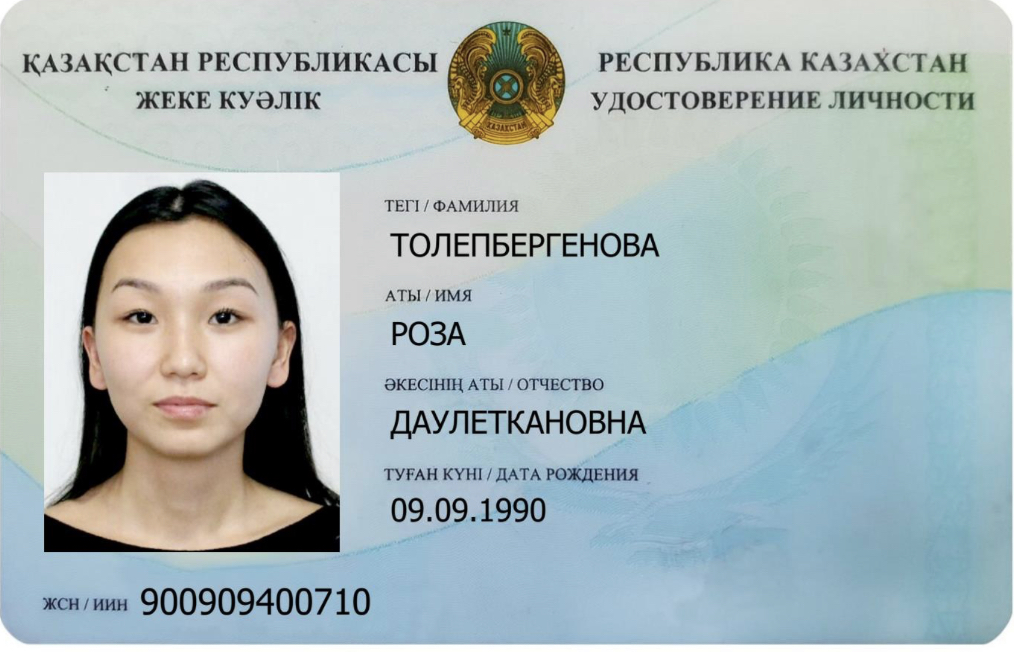 ҚАЗАҚСТАН РЕСПУБЛИКАСЫ
ЖЕКЕ КУӘЛІК
РЕСПУБЛИКА КАЗАХСТАН
УДОСТОВЕРЕНИЕ ЛИЧНОСТИ
ҚАЗАҚСТАН
ТЕГІ / ФАМИЛИЯ
ТОЛЕПБЕРГЕНОВА
АТЫ / ИМЯ
РОЗА
ӘКЕСІНІҢ АТЫ / ОТЧЕСТВО
ДАУЛЕТКАНОВНА
ТУҒАН КҮНІ / ДАТА РОЖДЕНИЯ
09.09.1990
ЖСН / ИИН 900909400710